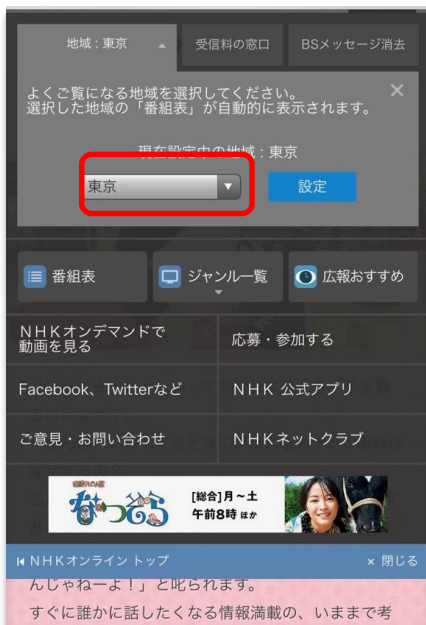 地域 : 東京
受信料の窓口
BSメッセージ消去
よくご覧になる地域を選択してください。
選択した地域の「番組表」が自動的に表示されます。
×
現在設定中の地域 : 東京
東京
設定
番組表
ジャンル一覧
広報おすすめ
NHKオンデマンドで
動画を見る
応募・参加する
Facebook、Twitterなど
NHK 公式アプリ
ご意見・お問い合わせ
NHKネットクラブ
連続テレビ小説
なつぞら
[総合]月~土
午前8時 ほか
NHKオンライントップ
× 閉じる
んじゃねーよ!」と叱られます。
すぐに誰かに話したくなる情報満載の、いままで考